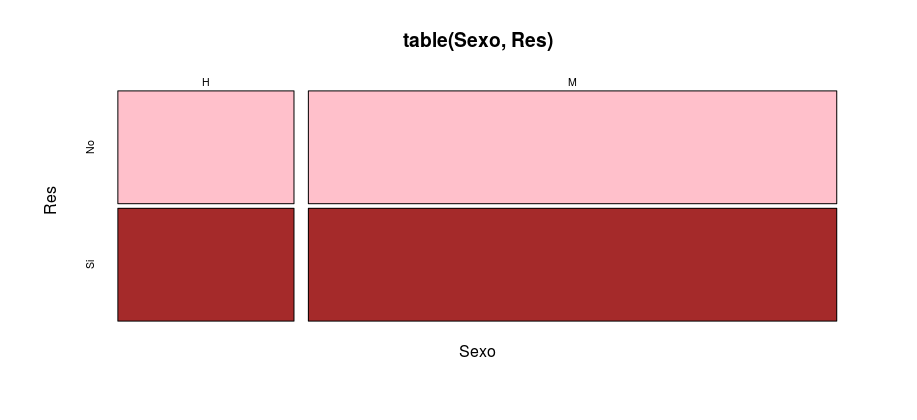 table(Sexo, Res)
H
M
No
Res
Si
Sexo